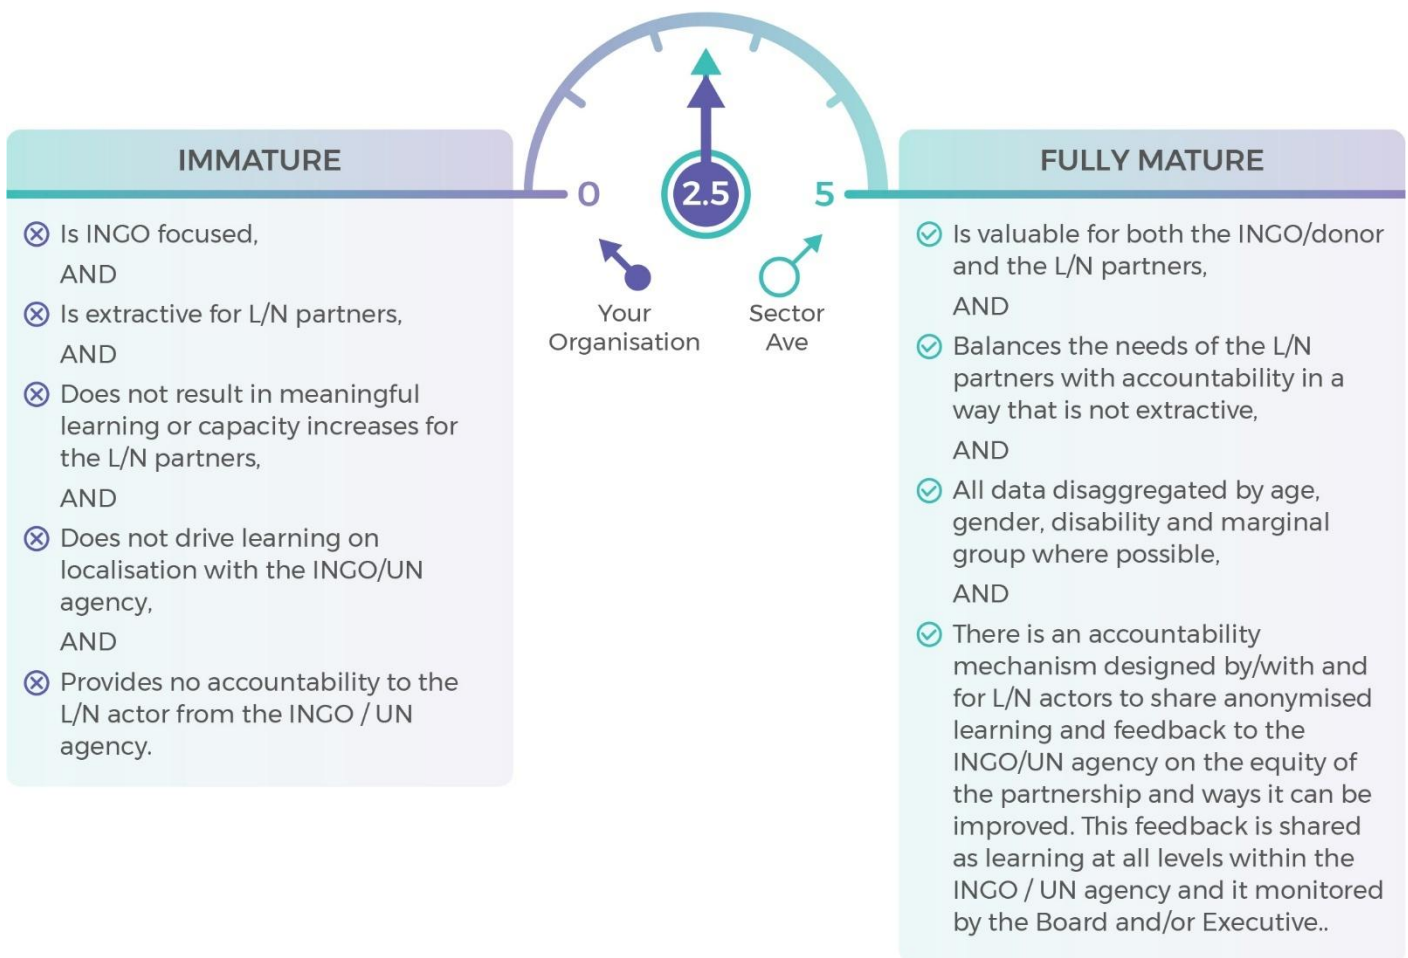 IMMATURE
Is INGO focused,
AND
Is extractive for L/N partners,
AND
Does not result in meaningful
learning or capacity increases for
the L/N partners,
AND
Does not drive learning on
localisation with the INGO/UN
agency,
AND
Provides no accountability to the
L/N actor from the INGO / UN
agency.
0
2.5
5
Your
Organisation
Sector
Ave
FULLY MATURE
Is valuable for both the INGO/donor
and the L/N partners,
AND
Balances the needs of the L/N
partners with accountability in a
way that is not extractive,
AND
All data disaggregated by age,
gender, disability and marginal
group where possible,
AND
There is an accountability
mechanism designed by/with and
for L/N actors to share anonymised
learning and feedback to the
INGO/UN agency on the equity of
the partnership and ways it can be
improved. This feedback is shared
as learning at all levels within the
INGO / UN agency and it monitored
by the Board and/or Executive..